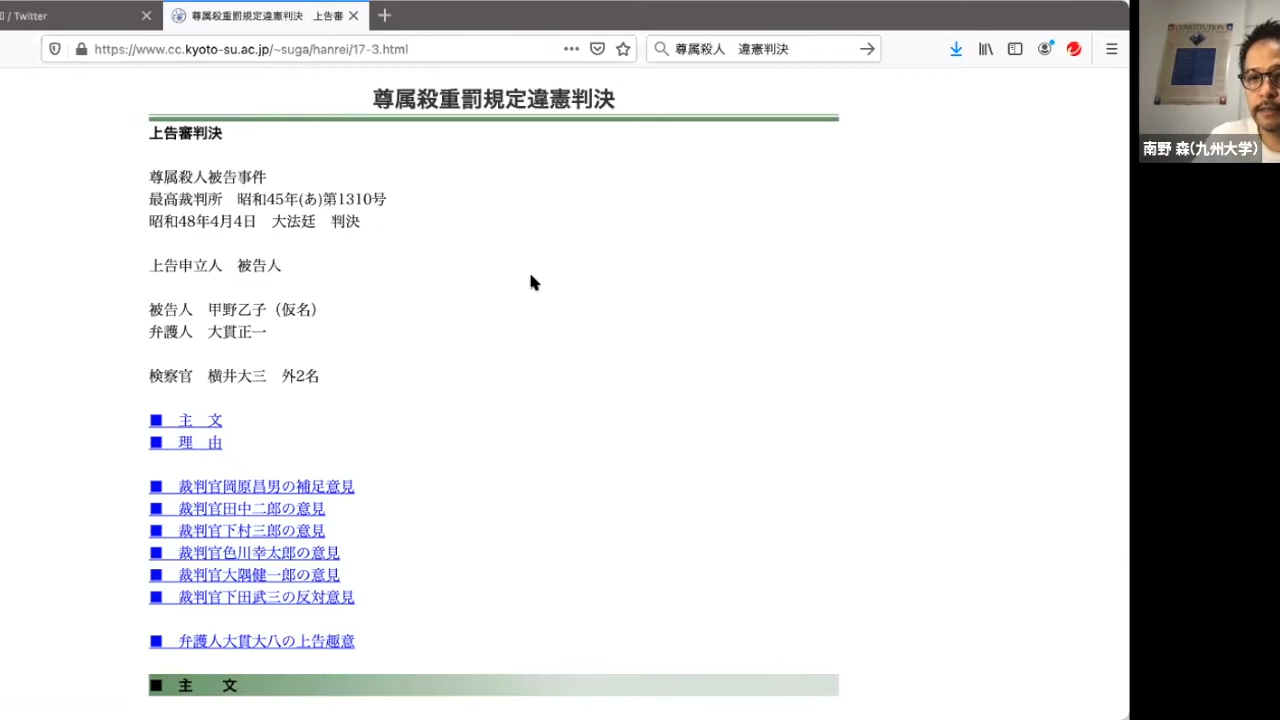 / Twitter
尊属殺重罰規定違憲判決　上告審
https://www.cc.kyoto-su.ac.jp/~suga/hanrei/17-3.html
尊属殺人　違憲判決
尊属殺重罰規定違憲判決
上告審判決
尊属殺人被告事件
最高裁判所　昭和45年(あ)第1310号
昭和48年4月4日　大法廷　判決
上告申立人　被告人
被告人　甲野乙子（仮名）
弁護人　大貫正一
検察官　横井大三　外2名
■　主　文
■　理　由
■　裁判官岡原昌男の補足意見
■　裁判官田中二郎の意見
■　裁判官下村三郎の意見
■　裁判官色川幸太郎の意見
■　裁判官大隅健一郎の意見
■　裁判官下田武三の反対意見
■　弁護人大貫大八の上告趣意
■　主　　文
CONSTITUTION
南野 森(九州大学)